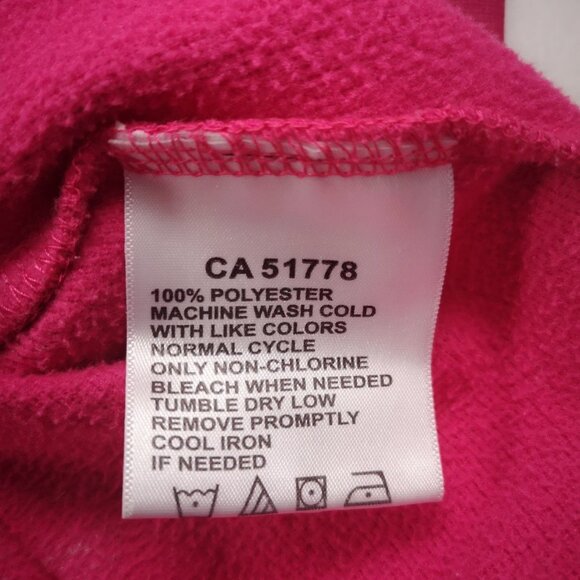 CA 51778
100% POLYESTER
MACHINE WASH COLD
WITH LIKE COLORS
NORMAL CYCLE
ONLY NON-CHLORINE
BLEACH WHEN NEEDED
TUMBLE DRY LOW
REMOVE PROMPTLY
COOL IRON
IF NEEDED